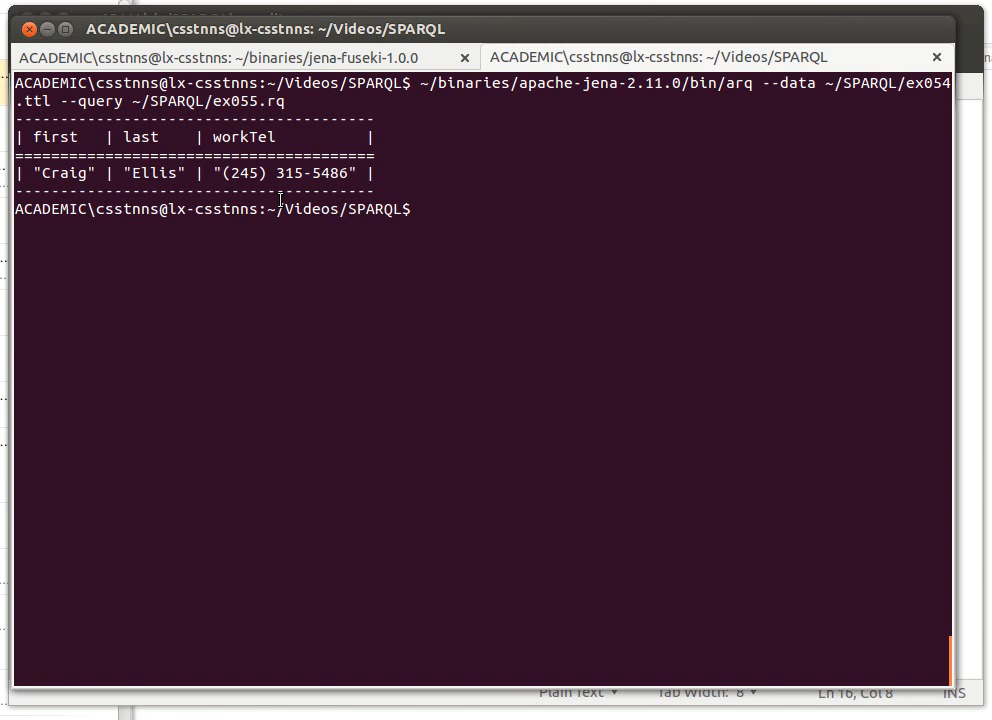 ACADEMIC\csstnns@lx-csstnns: ~/Videos/SPARQL
ACADEMIC\csstnns@lx-csstnns: ~/binaries/jena-fuseki-1.0.0
ACADEMIC\csstnns@lx-csstnns: ~/Videos/SPARQL
ACADEMIC\csstnns@lx-csstnns:~/Videos/SPARQL$ ~/binaries/apache-jena-2.11.0/bin/arq --data ~/SPARQL/ex054
.ttl --query ~/SPARQL/ex055.rq
----------------------------------------
| first   | last    | workTel          |
========================================
| "Craig" | "Ellis" | "(245) 315-5486" |
----------------------------------------
ACADEMIC\csstnns@lx-csstnns:~/Videos/SPARQL$
Plain Text Tab Width: 8 Ln 16, Col 8 INS